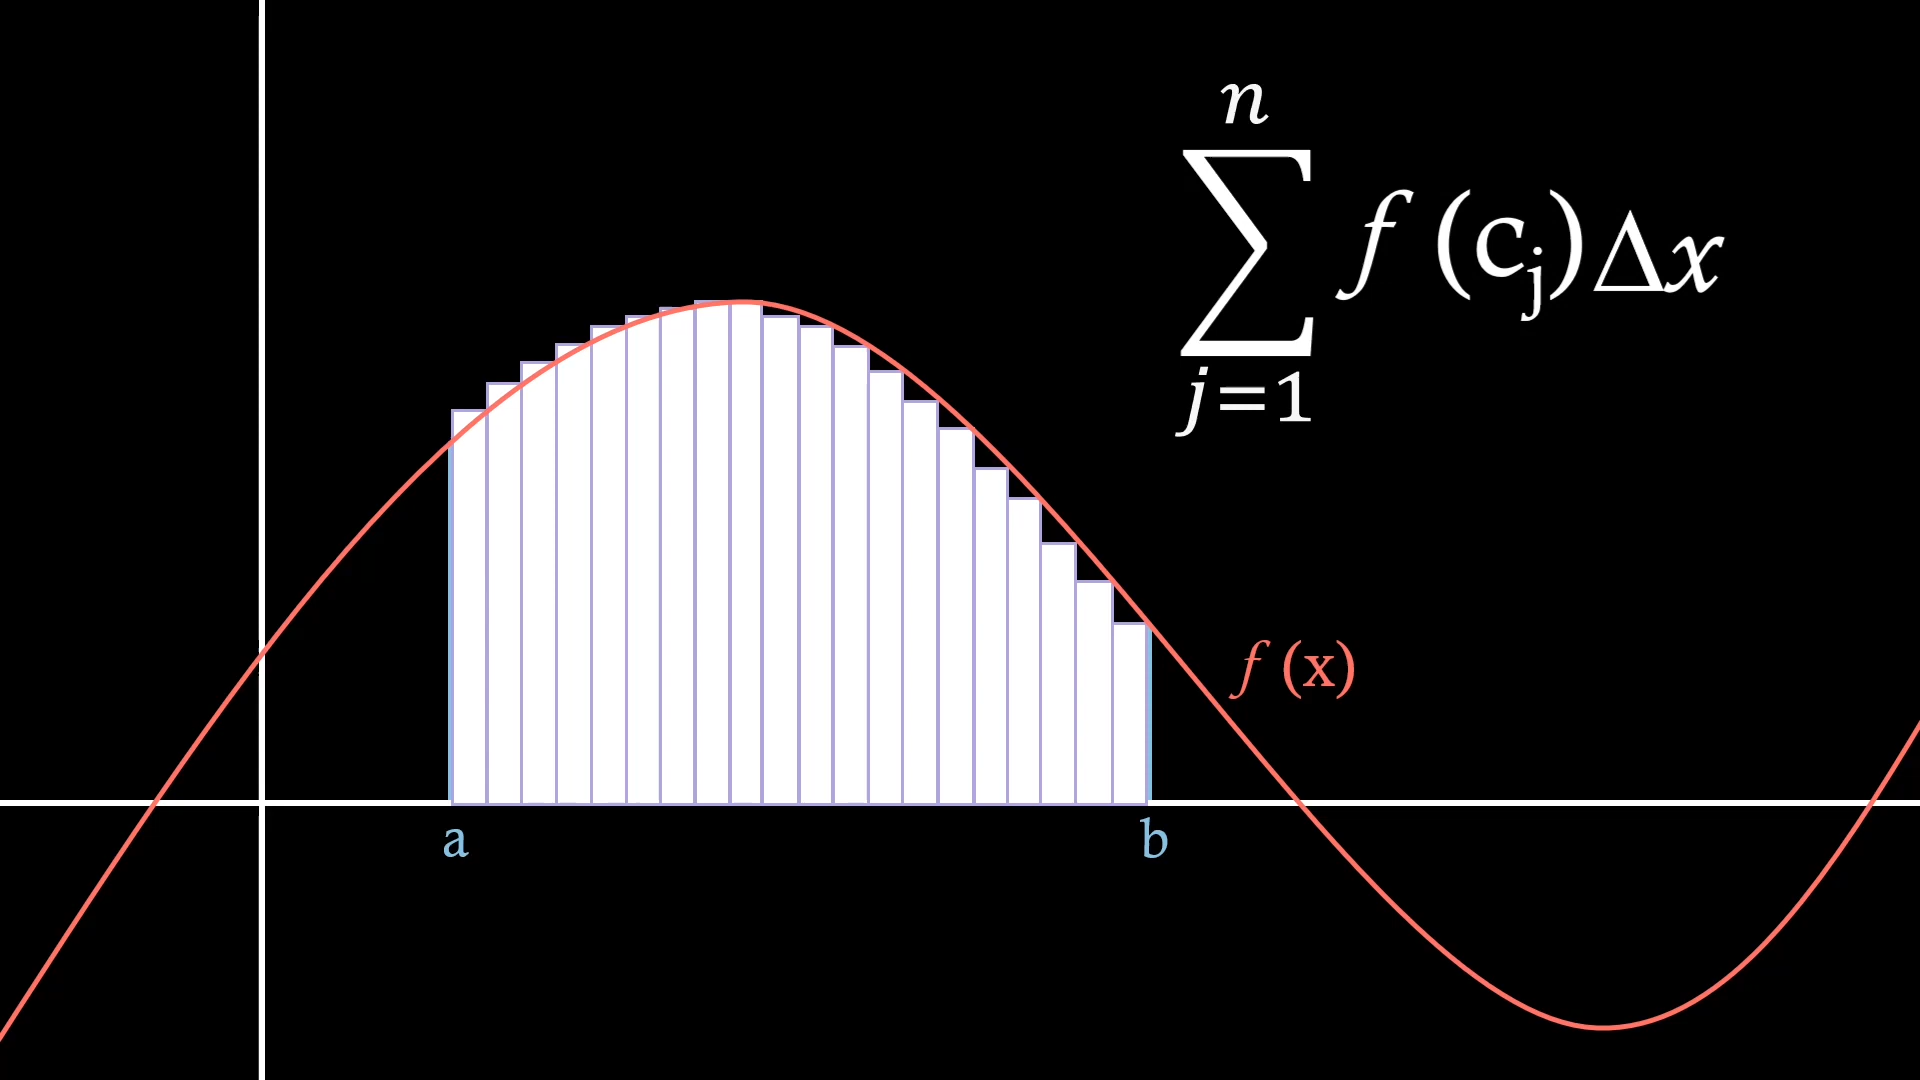 n
∑ f (cⱼ)Δx
j=1
f (x)
a b